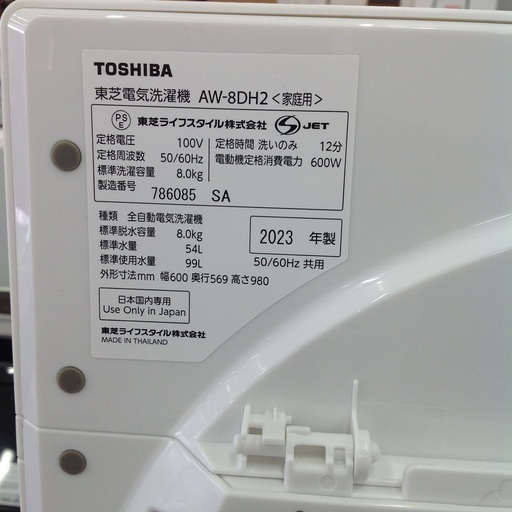 TOSHIBA
東芝電気洗濯機 AW-8DH2<家庭用>
PS E 東芝ライフスタイル株式会社 S JET
定格電圧 100V 定格時間 洗いのみ 12分
定格周波数 50/60Hz 電動機定格消費電力 600W
標準洗濯容量 8.0kg
製造番号 786085 SA
種類 全自動電気洗濯機
標準脱水容量 8.0kg 2023 年製
標準水量 54L
標準使用水量 99L 50/60Hz 共用
外形寸法mm 幅600 奥行569 高さ980
日本国内専用
Use Only in Japan
東芝ライフスタイル株式会社
MADE IN THAILAND